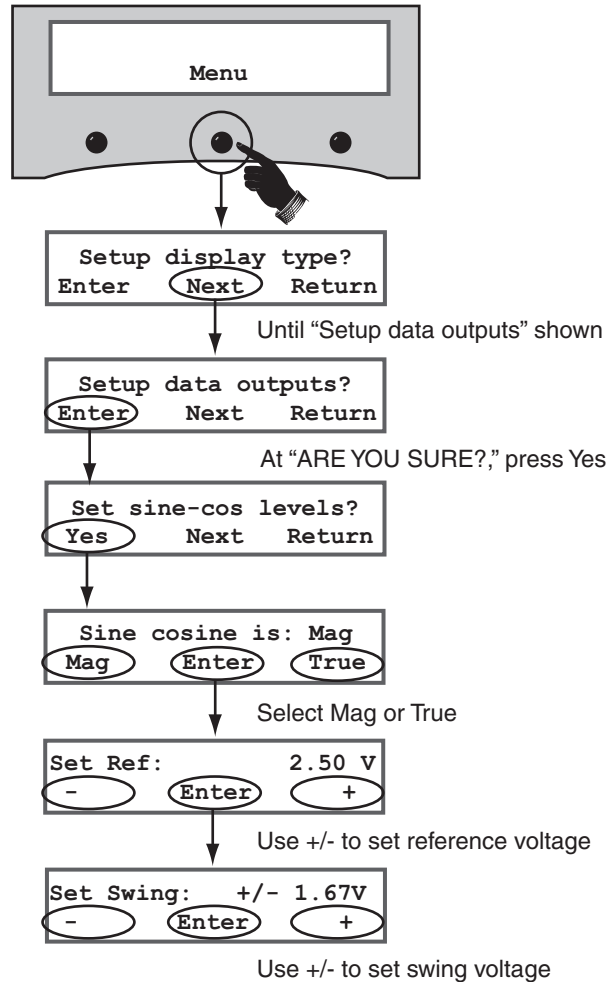 Menu
Setup display type?
Enter Next Return
Until “Setup data outputs” shown
Setup data outputs?
Enter Next Return
At “ARE YOU SURE?,” press Yes
Set sine-cos levels?
Yes Next Return
Sine cosine is: Mag
Mag Enter True
Select Mag or True
Set Ref: 2.50 V
- Enter +
Use +/- to set reference voltage
Set Swing: +/- 1.67V
- Enter +
Use +/- to set swing voltage